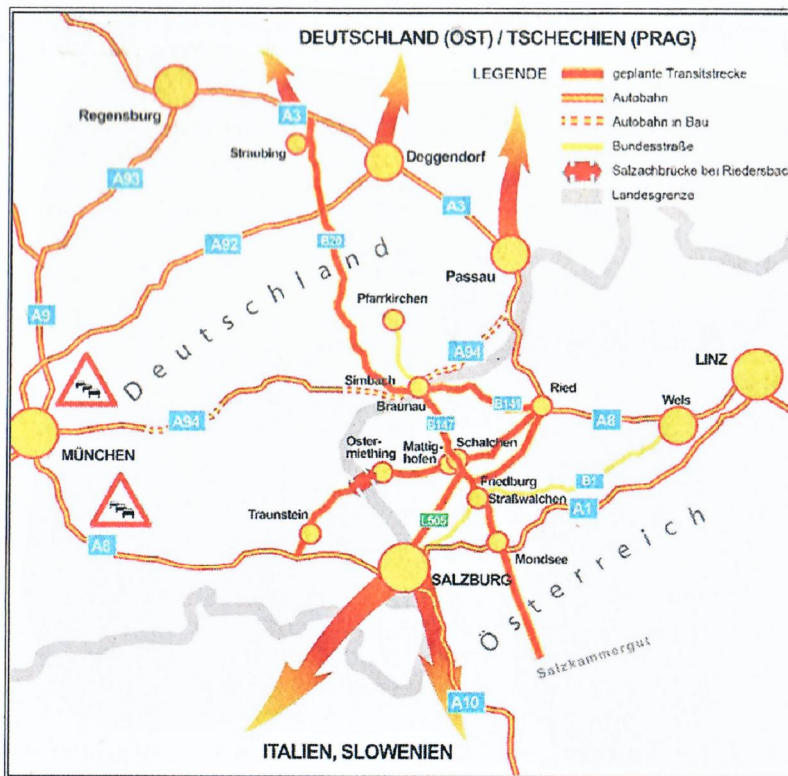 DEUTSCHLAND (OST) / TSCHECHIEN (PRAG)
LEGENDE
geplante Transitstrecke
Autobahn
Autobahn in Bau
Bundesstraße
Salzachbrücke bei Riedersbach
Landesgrenze
Regensburg
A3
Straubing
Deggendorf
A93
A3
A92
B20
Passau
Deutschland
Pfarrkirchen
A9
A94
LINZ
Simbach
Ried
Braunau
B141
Wels
A8
B147
A94
MÜNCHEN
Oster-
miething
Mattig-
hofen
Schalchen
Friedburg
Straßwalchen
B1
A1
Traunstein
L505
A8
Mondsee
SALZBURG
Österreich
Salzkammergut
A10
ITALIEN, SLOWENIEN